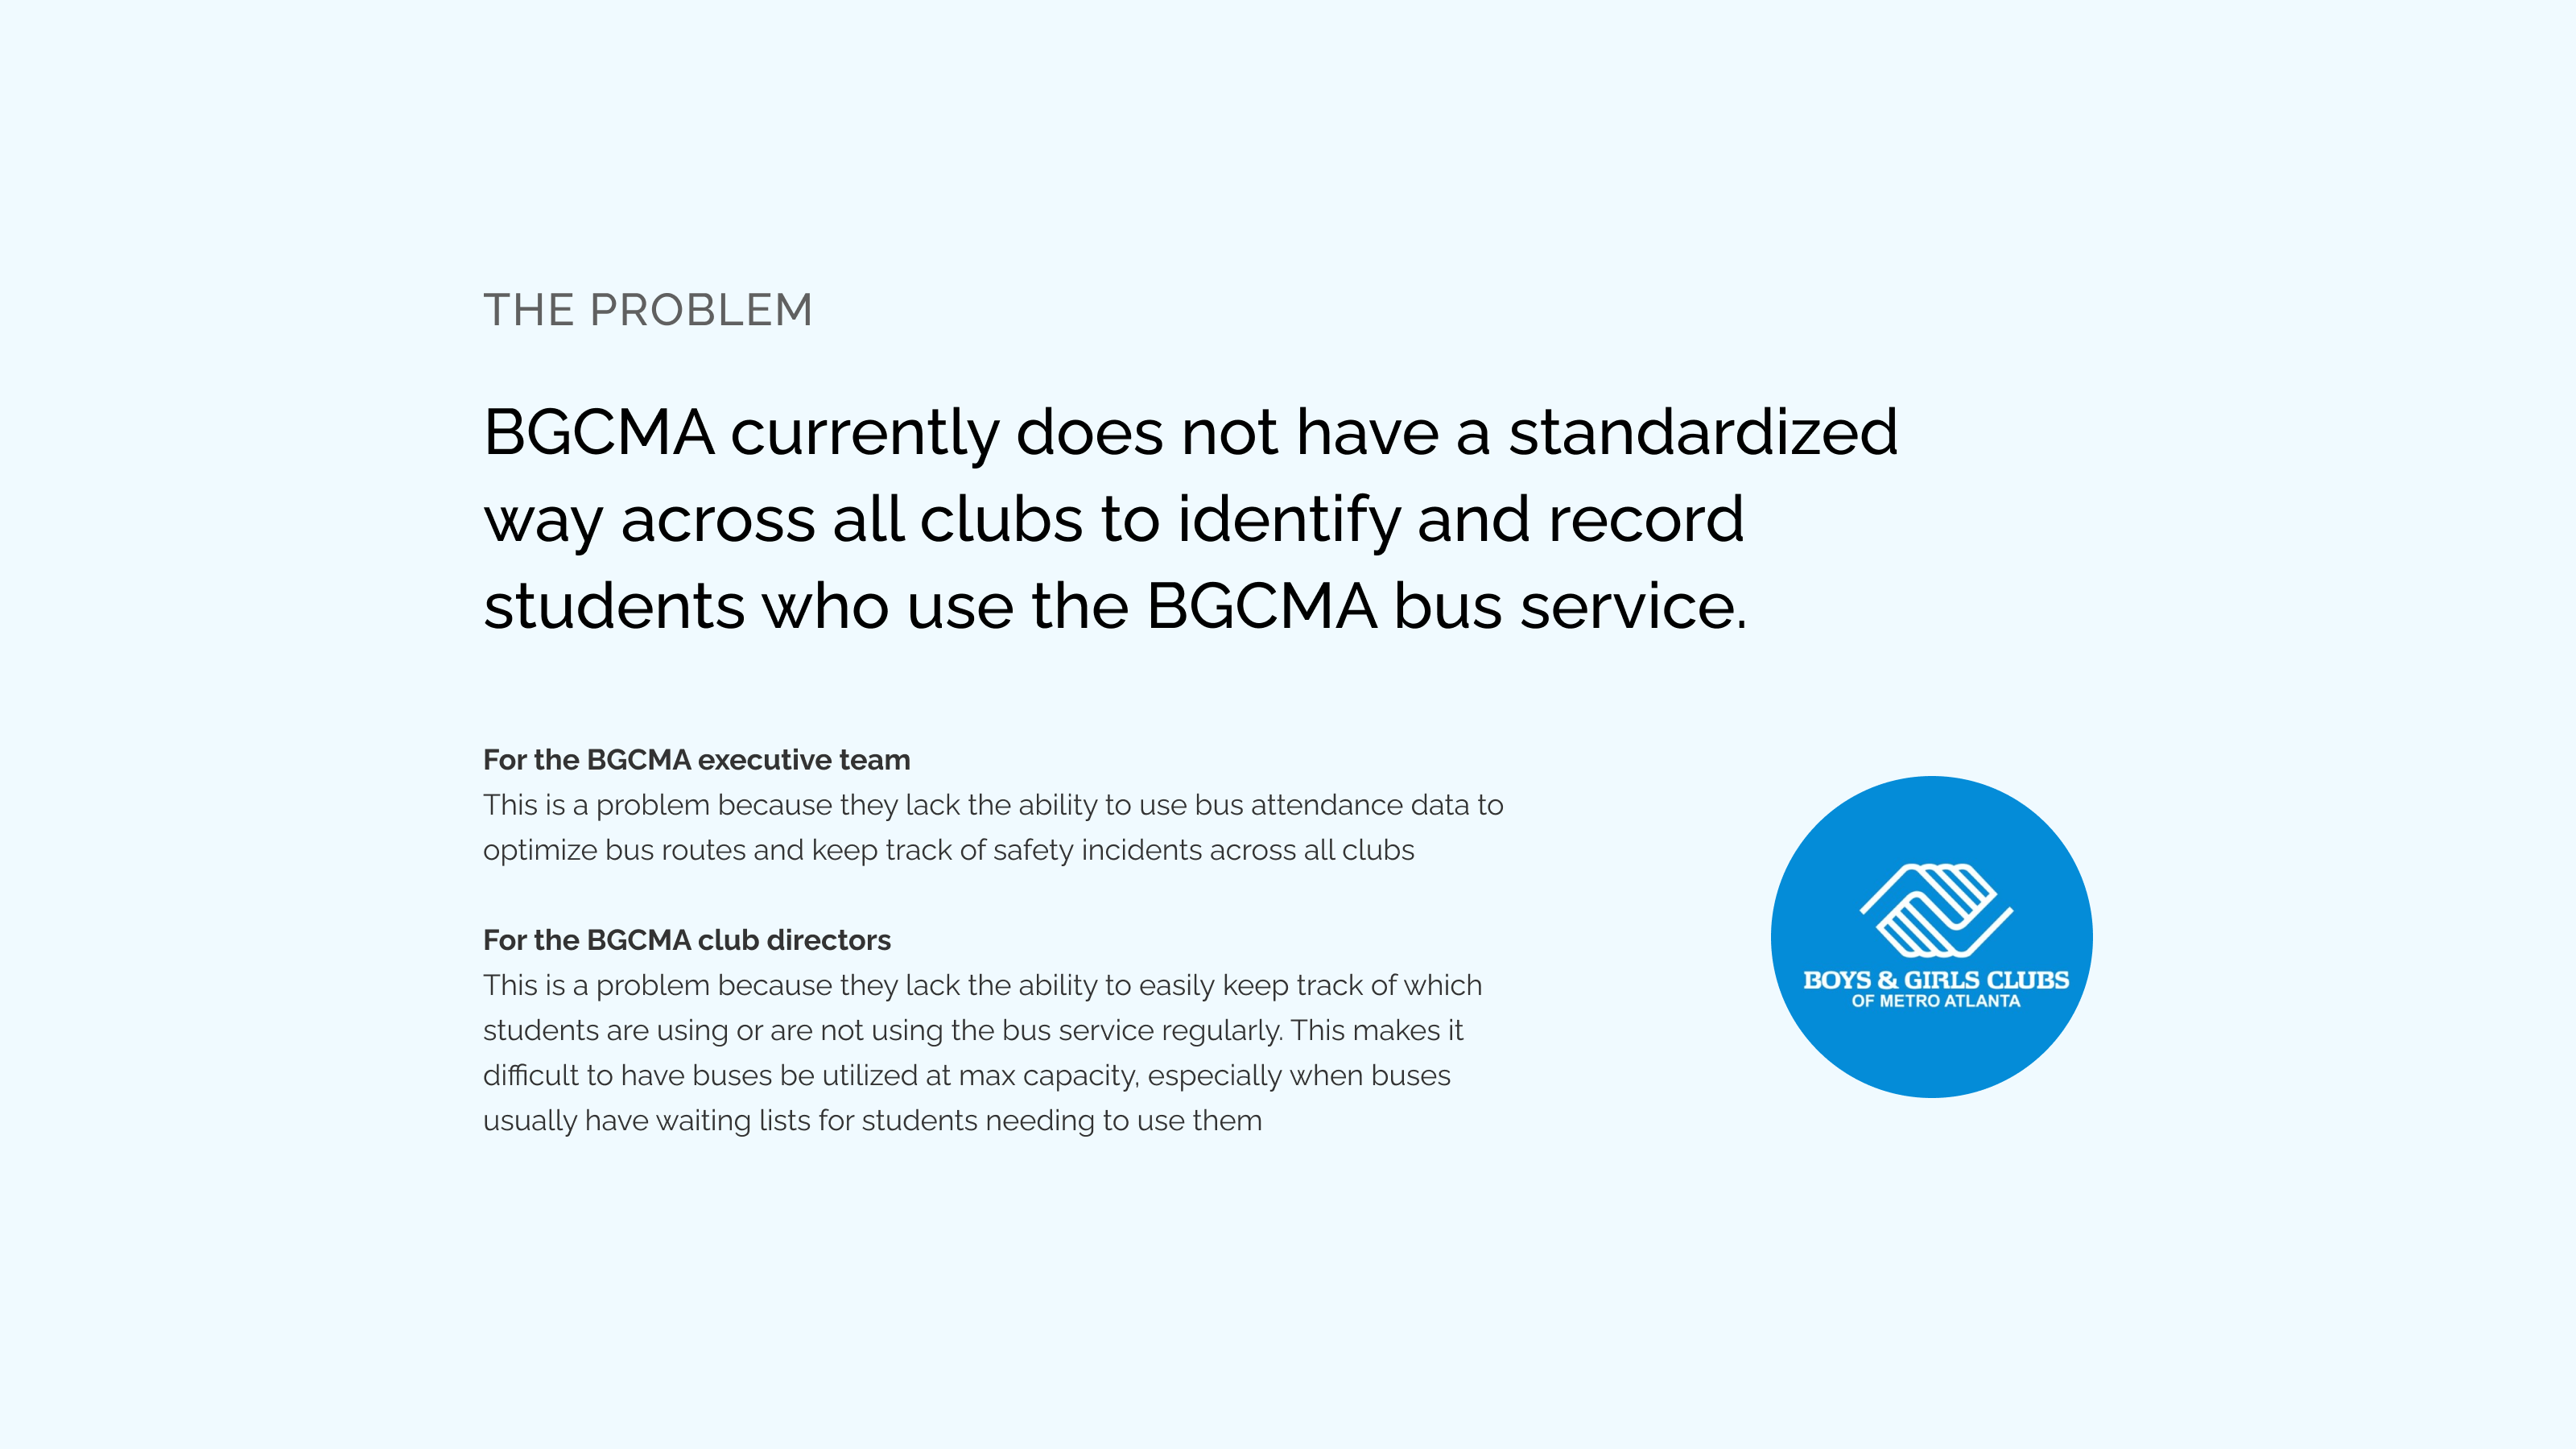 THE PROBLEM
BGCMA currently does not have a standardized
way across all clubs to identify and record
students who use the BGCMA bus service.
For the BGCMA executive team
This is a problem because they lack the ability to use bus attendance data to
optimize bus routes and keep track of safety incidents across all clubs
For the BGCMA club directors
This is a problem because they lack the ability to easily keep track of which
students are using or are not using the bus service regularly. This makes it
difficult to have buses be utilized at max capacity, especially when buses
usually have waiting lists for students needing to use them
BOYS & GIRLS CLUBS
OF METRO ATLANTA